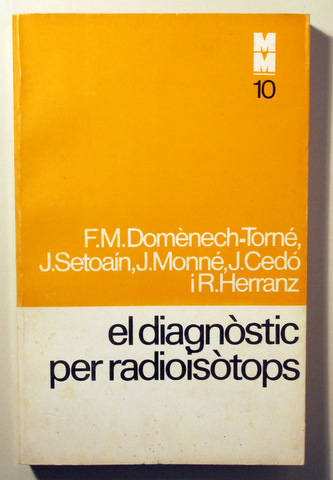 MM
10
F.M.Domènech-Torné,
J.Setoaín,J.Monné,J.Cedó
i R.Herranz
el diagnòstic
per radioisòtops